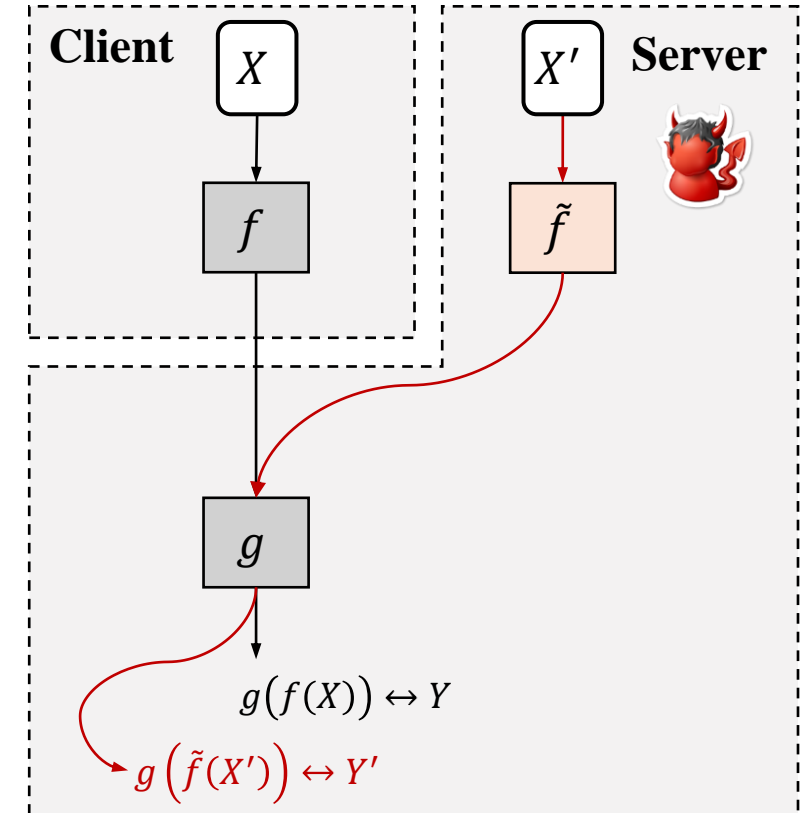 Client
X
X′
Server
f
f̃
g
g(f(X)) ↔ Y
g(f̃(X′)) ↔ Y′